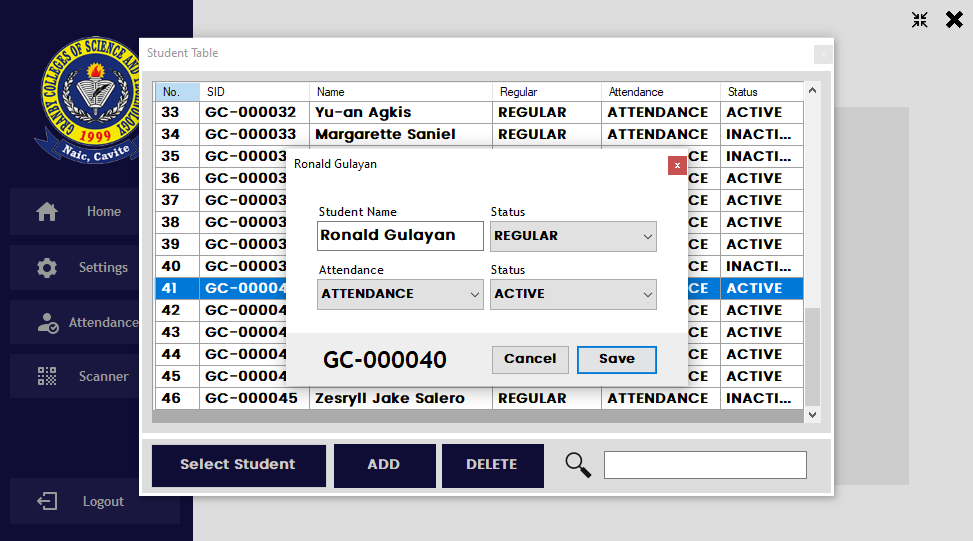 GRANBY COLLEGES OF SCIENCE AND TECHNOLOGY
1999
Naic, Cavite
Home
Settings
Attendance
Scanner
Logout
Student Table
No. SID Name Regular Attendance Status
33 GC-000032 Yu-an Agkis REGULAR ATTENDANCE ACTIVE
34 GC-000033 Margarette Saniel REGULAR ATTENDANCE INACTI...
35 GC-00003 CE INACTI...
36 GC-00003 CE ACTIVE
37 GC-00003 CE ACTIVE
38 GC-00003 CE ACTIVE
39 GC-00003 CE ACTIVE
40 GC-00003 CE INACTI...
41 GC-00004 CE ACTIVE
42 GC-00004 CE ACTIVE
43 GC-00004 CE ACTIVE
44 GC-00004 CE ACTIVE
45 GC-00004 CE ACTIVE
46 GC-000045 Zesryll Jake Salero REGULAR ATTENDANCE INACTI...
Ronald Gulayan
x
Student Name Status
Ronald Gulayan REGULAR
Attendance Status
ATTENDANCE ACTIVE
GC-000040 Cancel Save
Select Student ADD DELETE